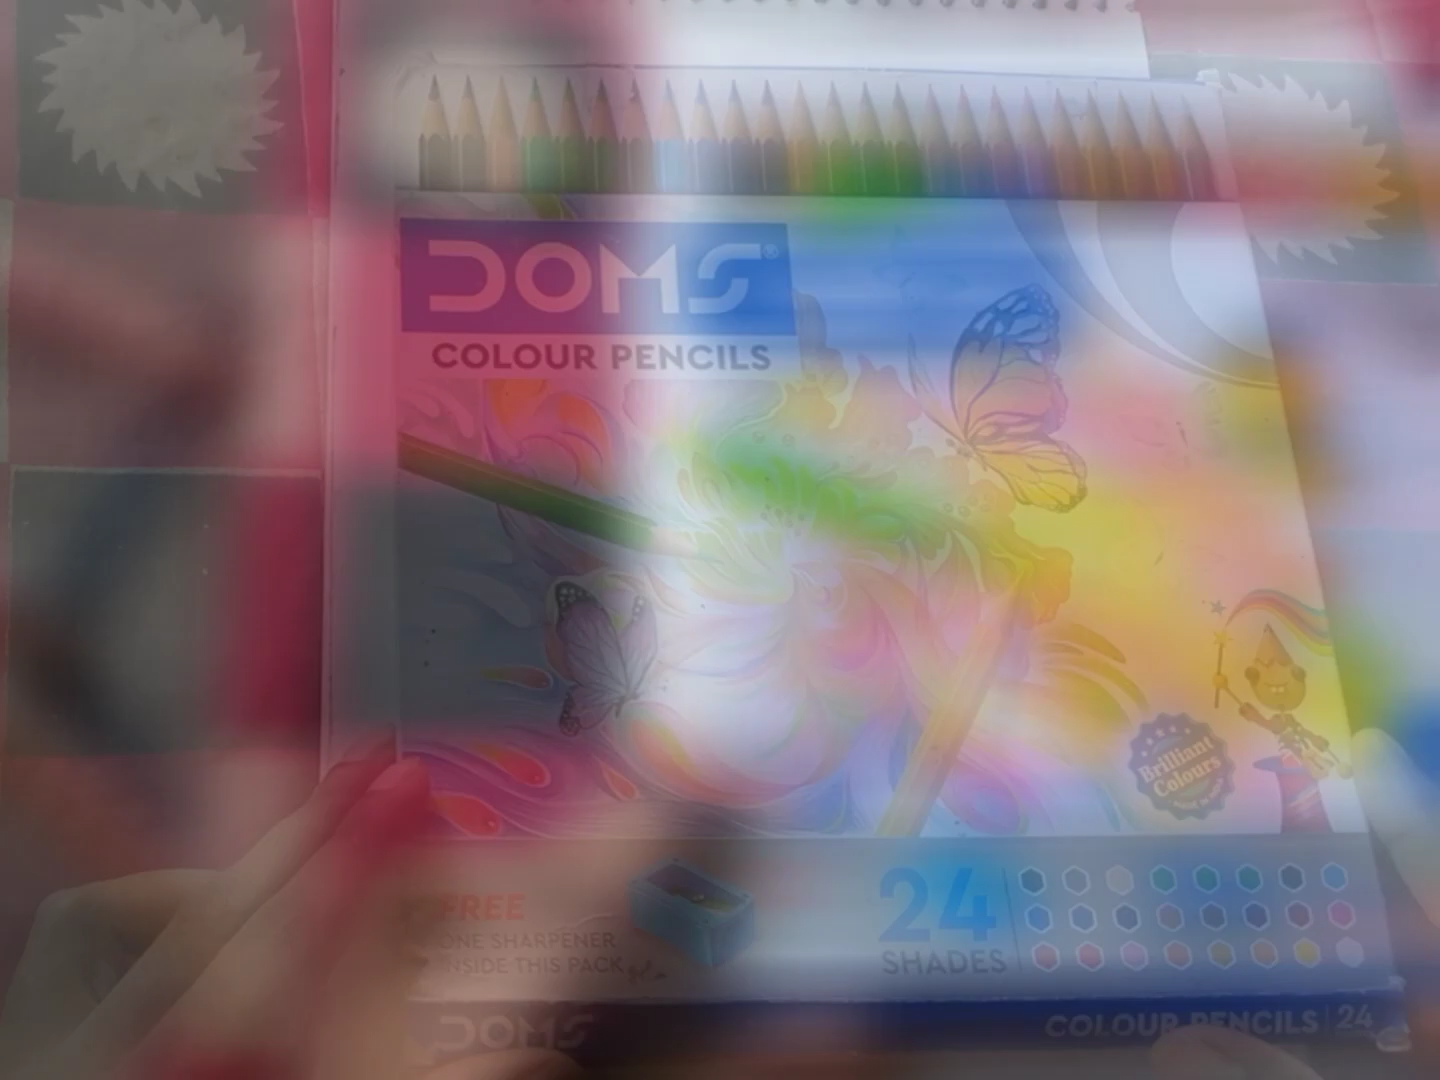 DOMS®
COLOUR PENCILS
Brilliant
Colours
FREE
ONE SHARPENER
INSIDE THIS PACK
24
SHADES
DOMS
COLOUR PENCILS 24